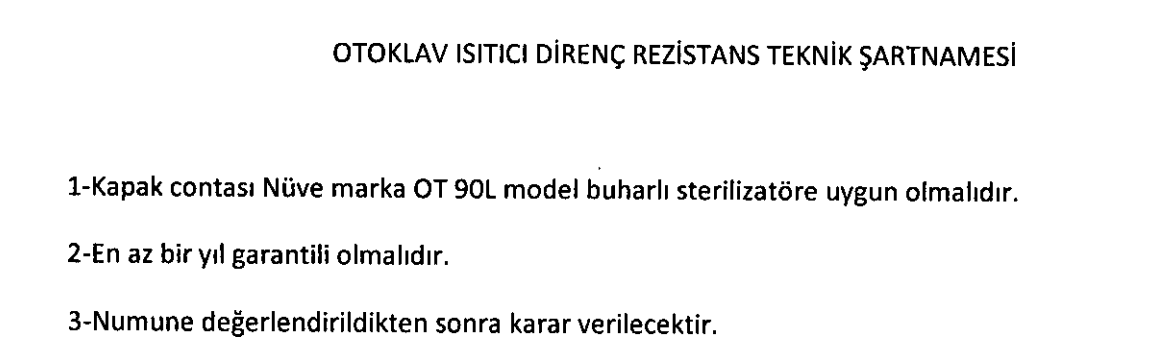 OTOKLAV ISITICI DİRENÇ REZİSTANS TEKNİK ŞARTNAMESİ
1-Kapak contası Nüve marka OT 90L model buharlı sterilizatöre uygun olmalıdır.
2-En az bir yıl garantili olmalıdır.
3-Numune değerlendirildikten sonra karar verilecektir.